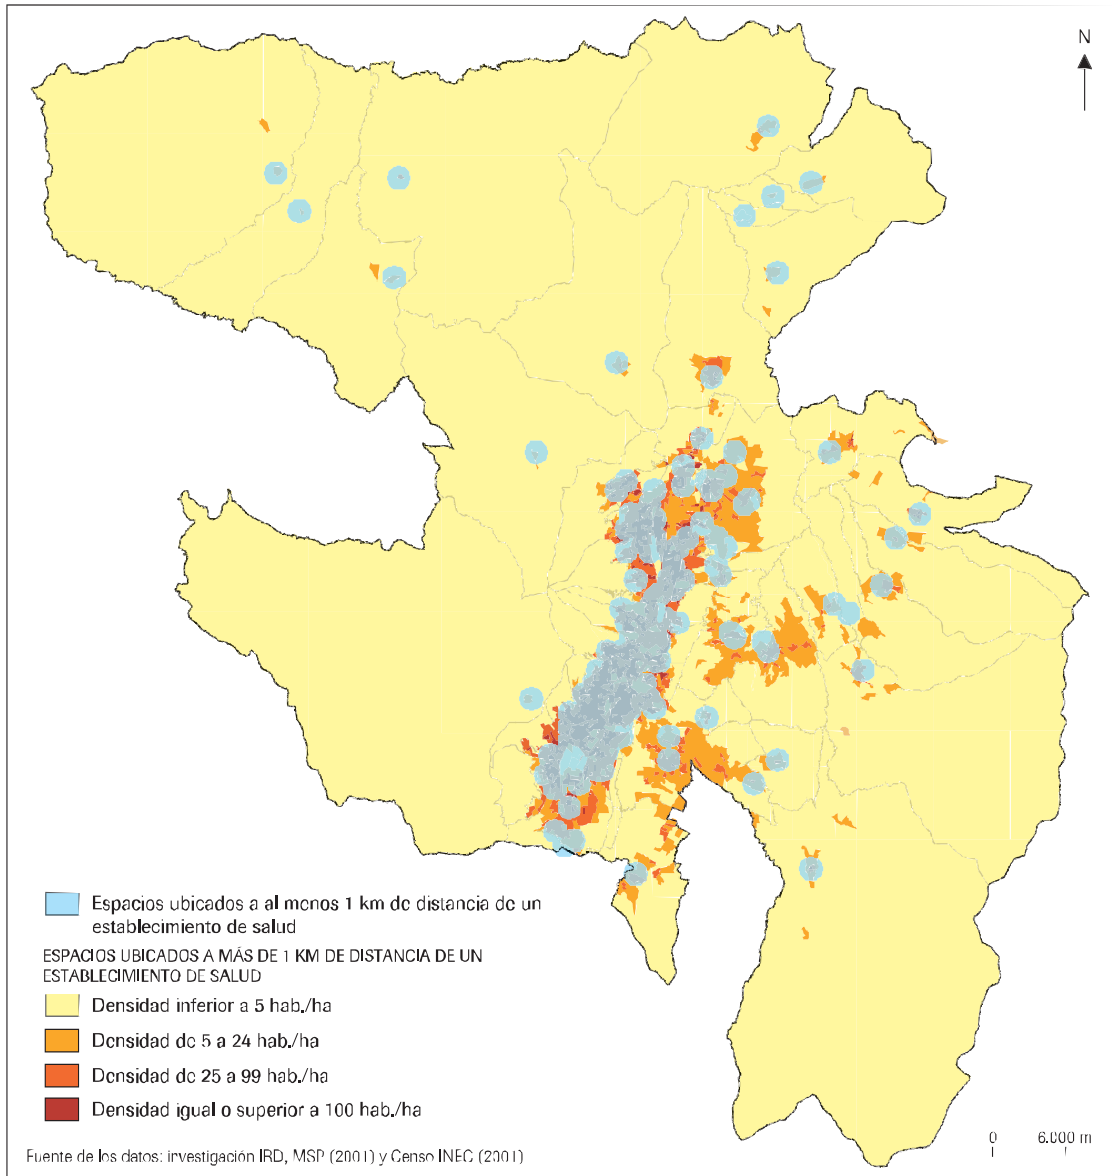 N
Espacios ubicados a al menos 1 km de distancia de un
establecimiento de salud
ESPACIOS UBICADOS A MÁS DE 1 KM DE DISTANCIA DE UN
ESTABLECIMIENTO DE SALUD
Densidad inferior a 5 hab./ha
Densidad de 5 a 24 hab./ha
Densidad de 25 a 99 hab./ha
Densidad igual o superior a 100 hab./ha
0 6.000 m
Fuente de los datos: investigación IRD, MSP (2001) y Censo INEC (2001)